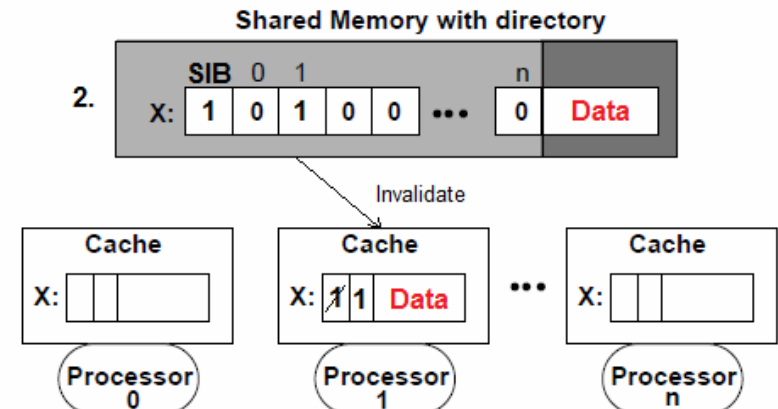 Shared Memory with directory
SIB 0 1 n
2. X: 1 0 1 0 0 ••• 0 Data
Invalidate
Cache Cache Cache
X: X: 1 1 Data ••• X:
Processor Processor Processor
0 1 n